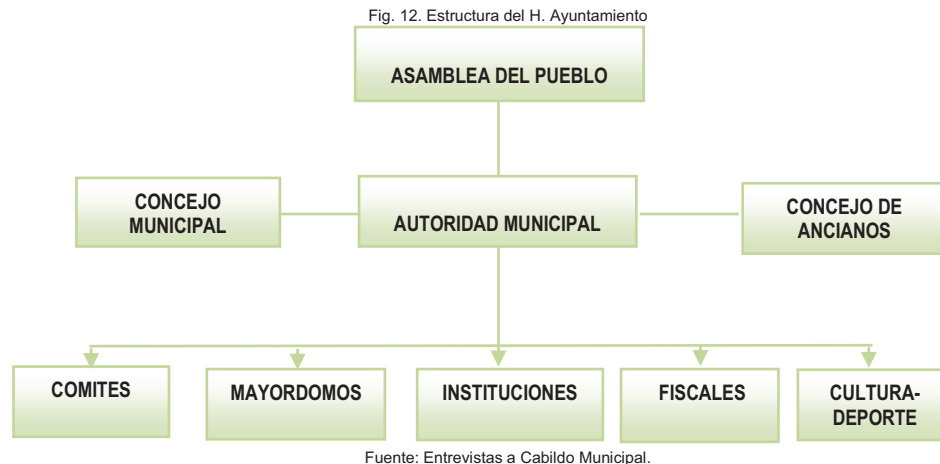 Fig. 12. Estructura del H. Ayuntamiento
ASAMBLEA DEL PUEBLO
CONCEJO
MUNICIPAL
AUTORIDAD MUNICIPAL
CONCEJO DE
ANCIANOS
COMITES
MAYORDOMOS
INSTITUCIONES
FISCALES
CULTURA-
DEPORTE
Fuente: Entrevistas a Cabildo Municipal.